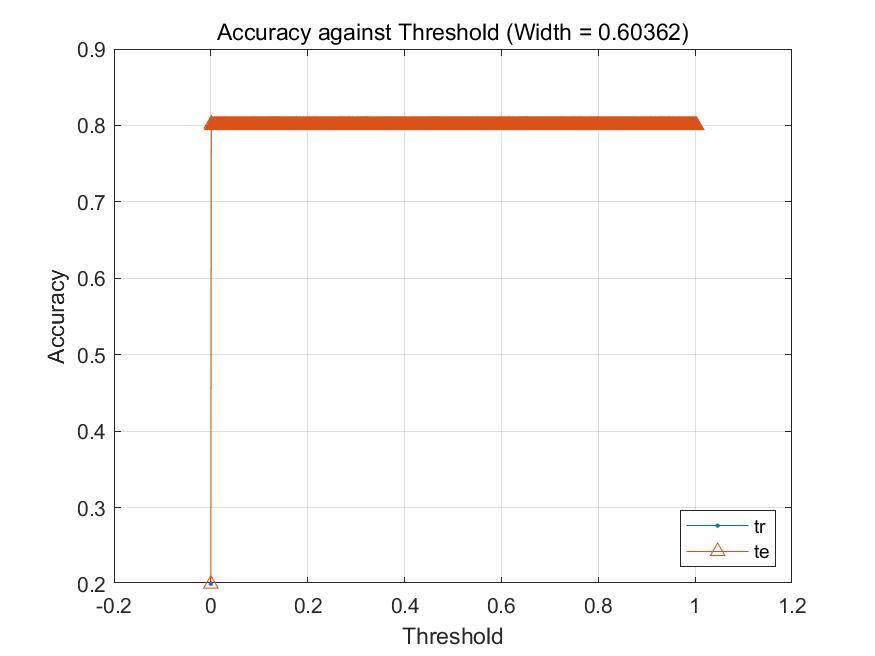 Accuracy against Threshold (Width = 0.60362)
0.9
0.8
0.7
0.6
0.5
0.4
0.3
0.2
Accuracy
-0.2 0 0.2 0.4 0.6 0.8 1 1.2
Threshold
tr
te